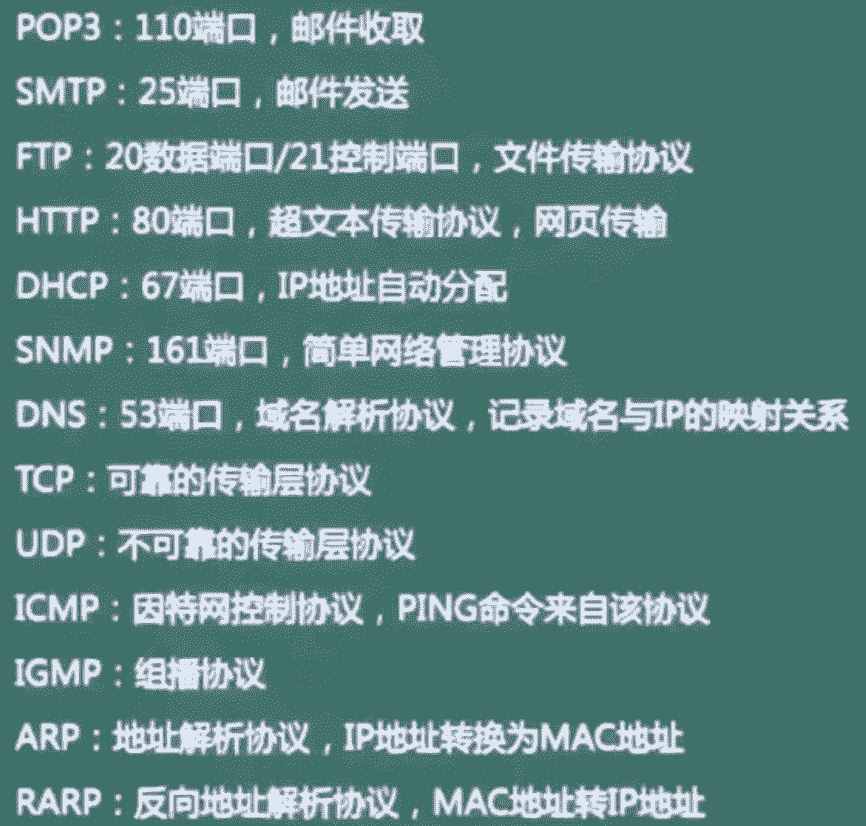 POP3：110端口，邮件收取
SMTP：25端口，邮件发送
FTP：20数据端口/21控制端口，文件传输协议
HTTP：80端口，超文本传输协议，网页传输
DHCP：67端口，IP地址自动分配
SNMP：161端口，简单网络管理协议
DNS：53端口，域名解析协议，记录域名与IP的映射关系
TCP：可靠的传输层协议
UDP：不可靠的传输层协议
ICMP：因特网控制协议，PING命令来自该协议
IGMP：组播协议
ARP：地址解析协议，IP地址转换为MAC地址
RARP：反向地址解析协议，MAC地址转IP地址